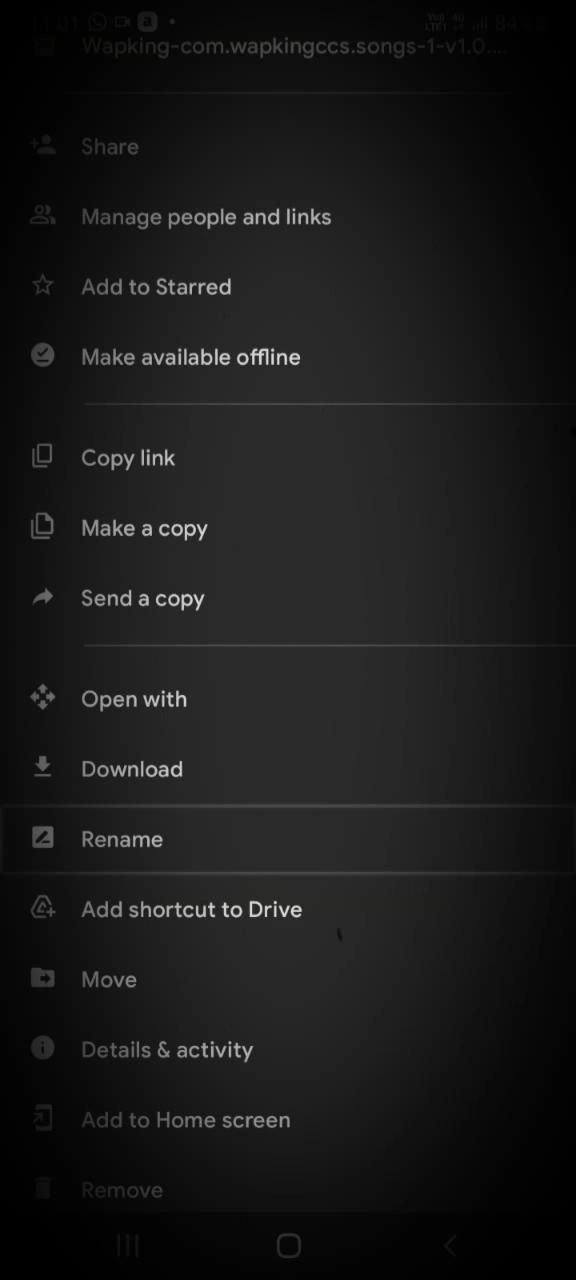 Wapking-com.wapkingccs.songs-1-v1.0....
Share
Manage people and links
Add to Starred
Make available offline
Copy link
Make a copy
Send a copy
Open with
Download
Rename
Add shortcut to Drive
Move
Details & activity
Add to Home screen
Remove